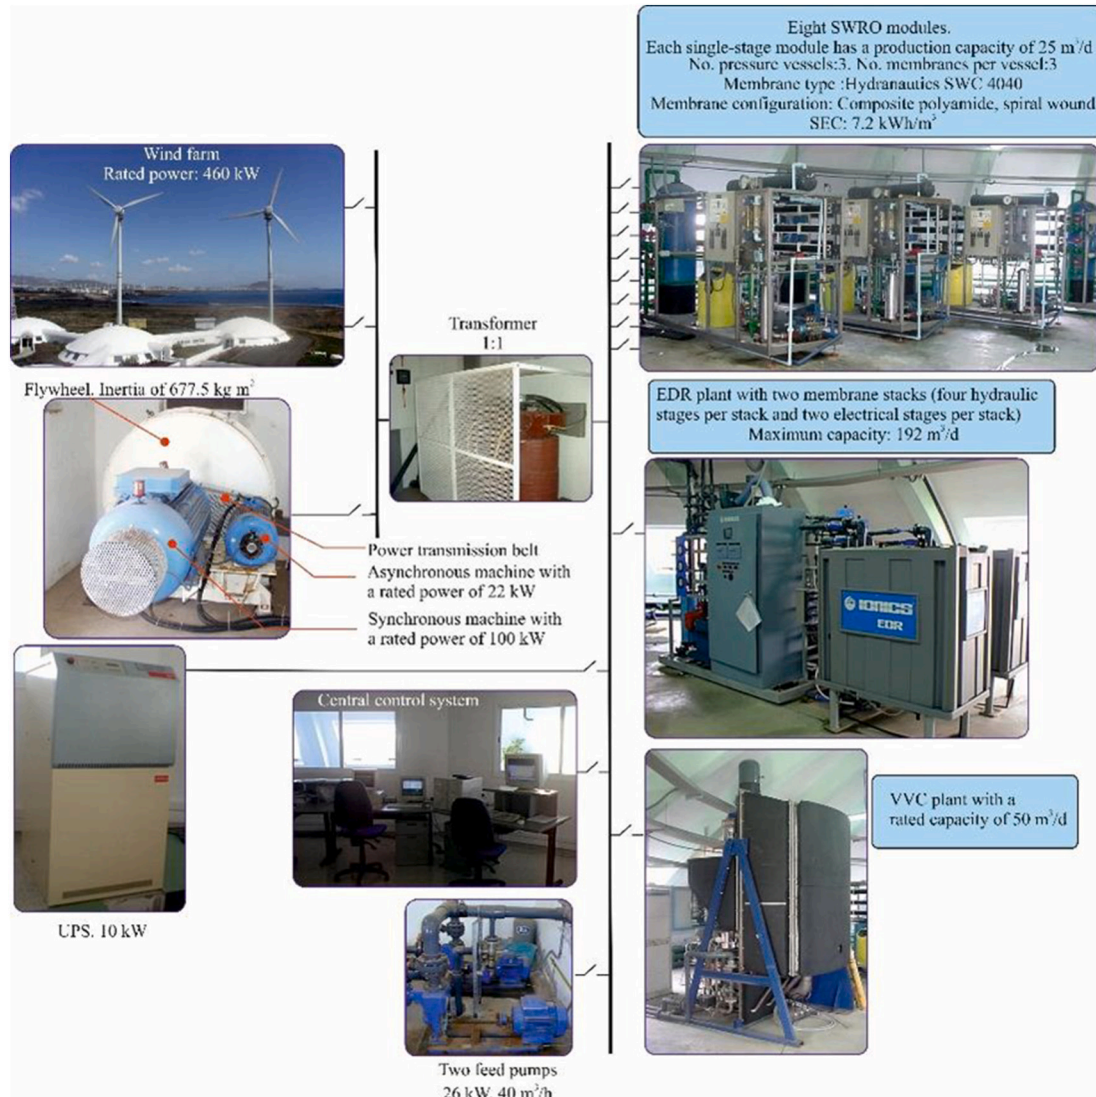 Eight SWRO modules.
Each single-stage module has a production capacity of 25 m³/d
No. pressure vessels:3. No. membranes per vessel:3
Membrane type :Hydranautics SWC 4040
Membrane configuration: Composite polyamide, spiral wound
SEC: 7.2 kWh/m³
Wind farm
Rated power: 460 kW
Transformer
1:1
Flywheel. Inertia of 677.5 kg m²
EDR plant with two membrane stacks (four hydraulic
stages per stack and two electrical stages per stack)
Maximum capacity: 192 m³/d
Power transmission belt
Asynchronous machine with
a rated power of 22 kW
Synchronous machine with
a rated power of 100 kW
IONICS
EDR
Central control system
VVC plant with a
rated capacity of 50 m³/d
UPS. 10 kW
Two feed pumps
26 kW, 40 m³/h